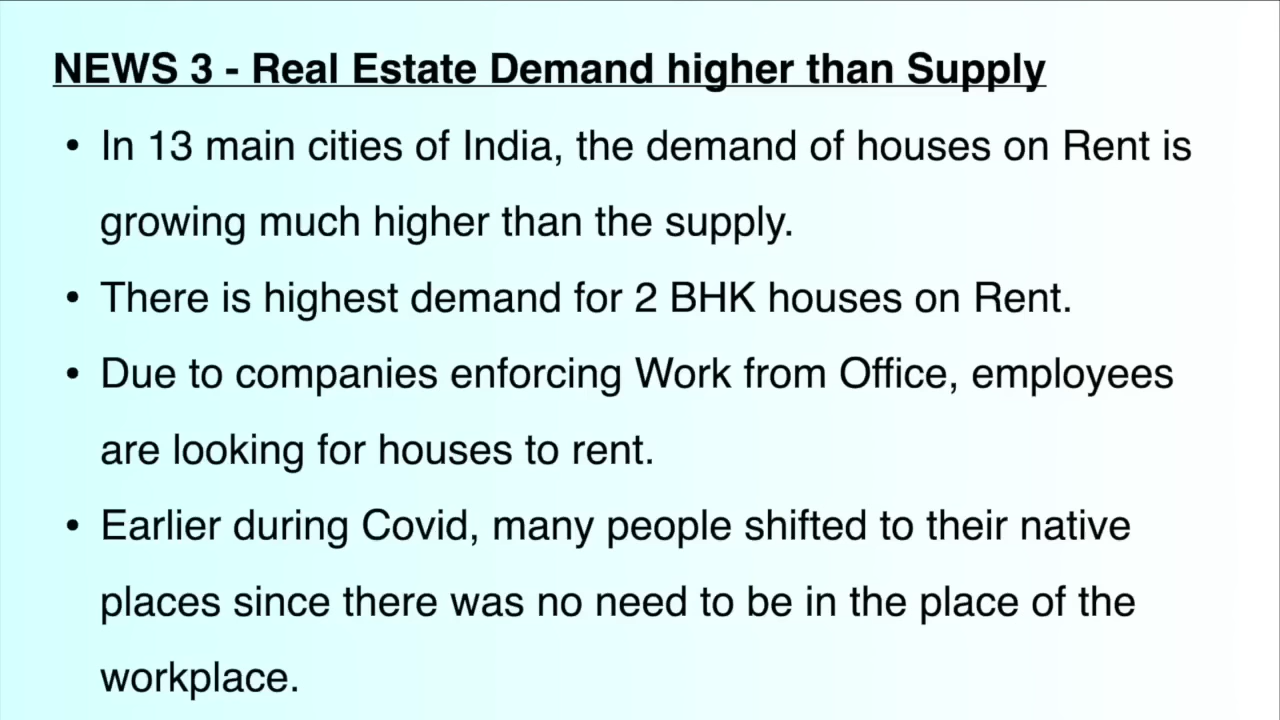 NEWS 3 - Real Estate Demand higher than Supply
• In 13 main cities of India, the demand of houses on Rent is
growing much higher than the supply.
• There is highest demand for 2 BHK houses on Rent.
• Due to companies enforcing Work from Office, employees
are looking for houses to rent.
• Earlier during Covid, many people shifted to their native
places since there was no need to be in the place of the
workplace.